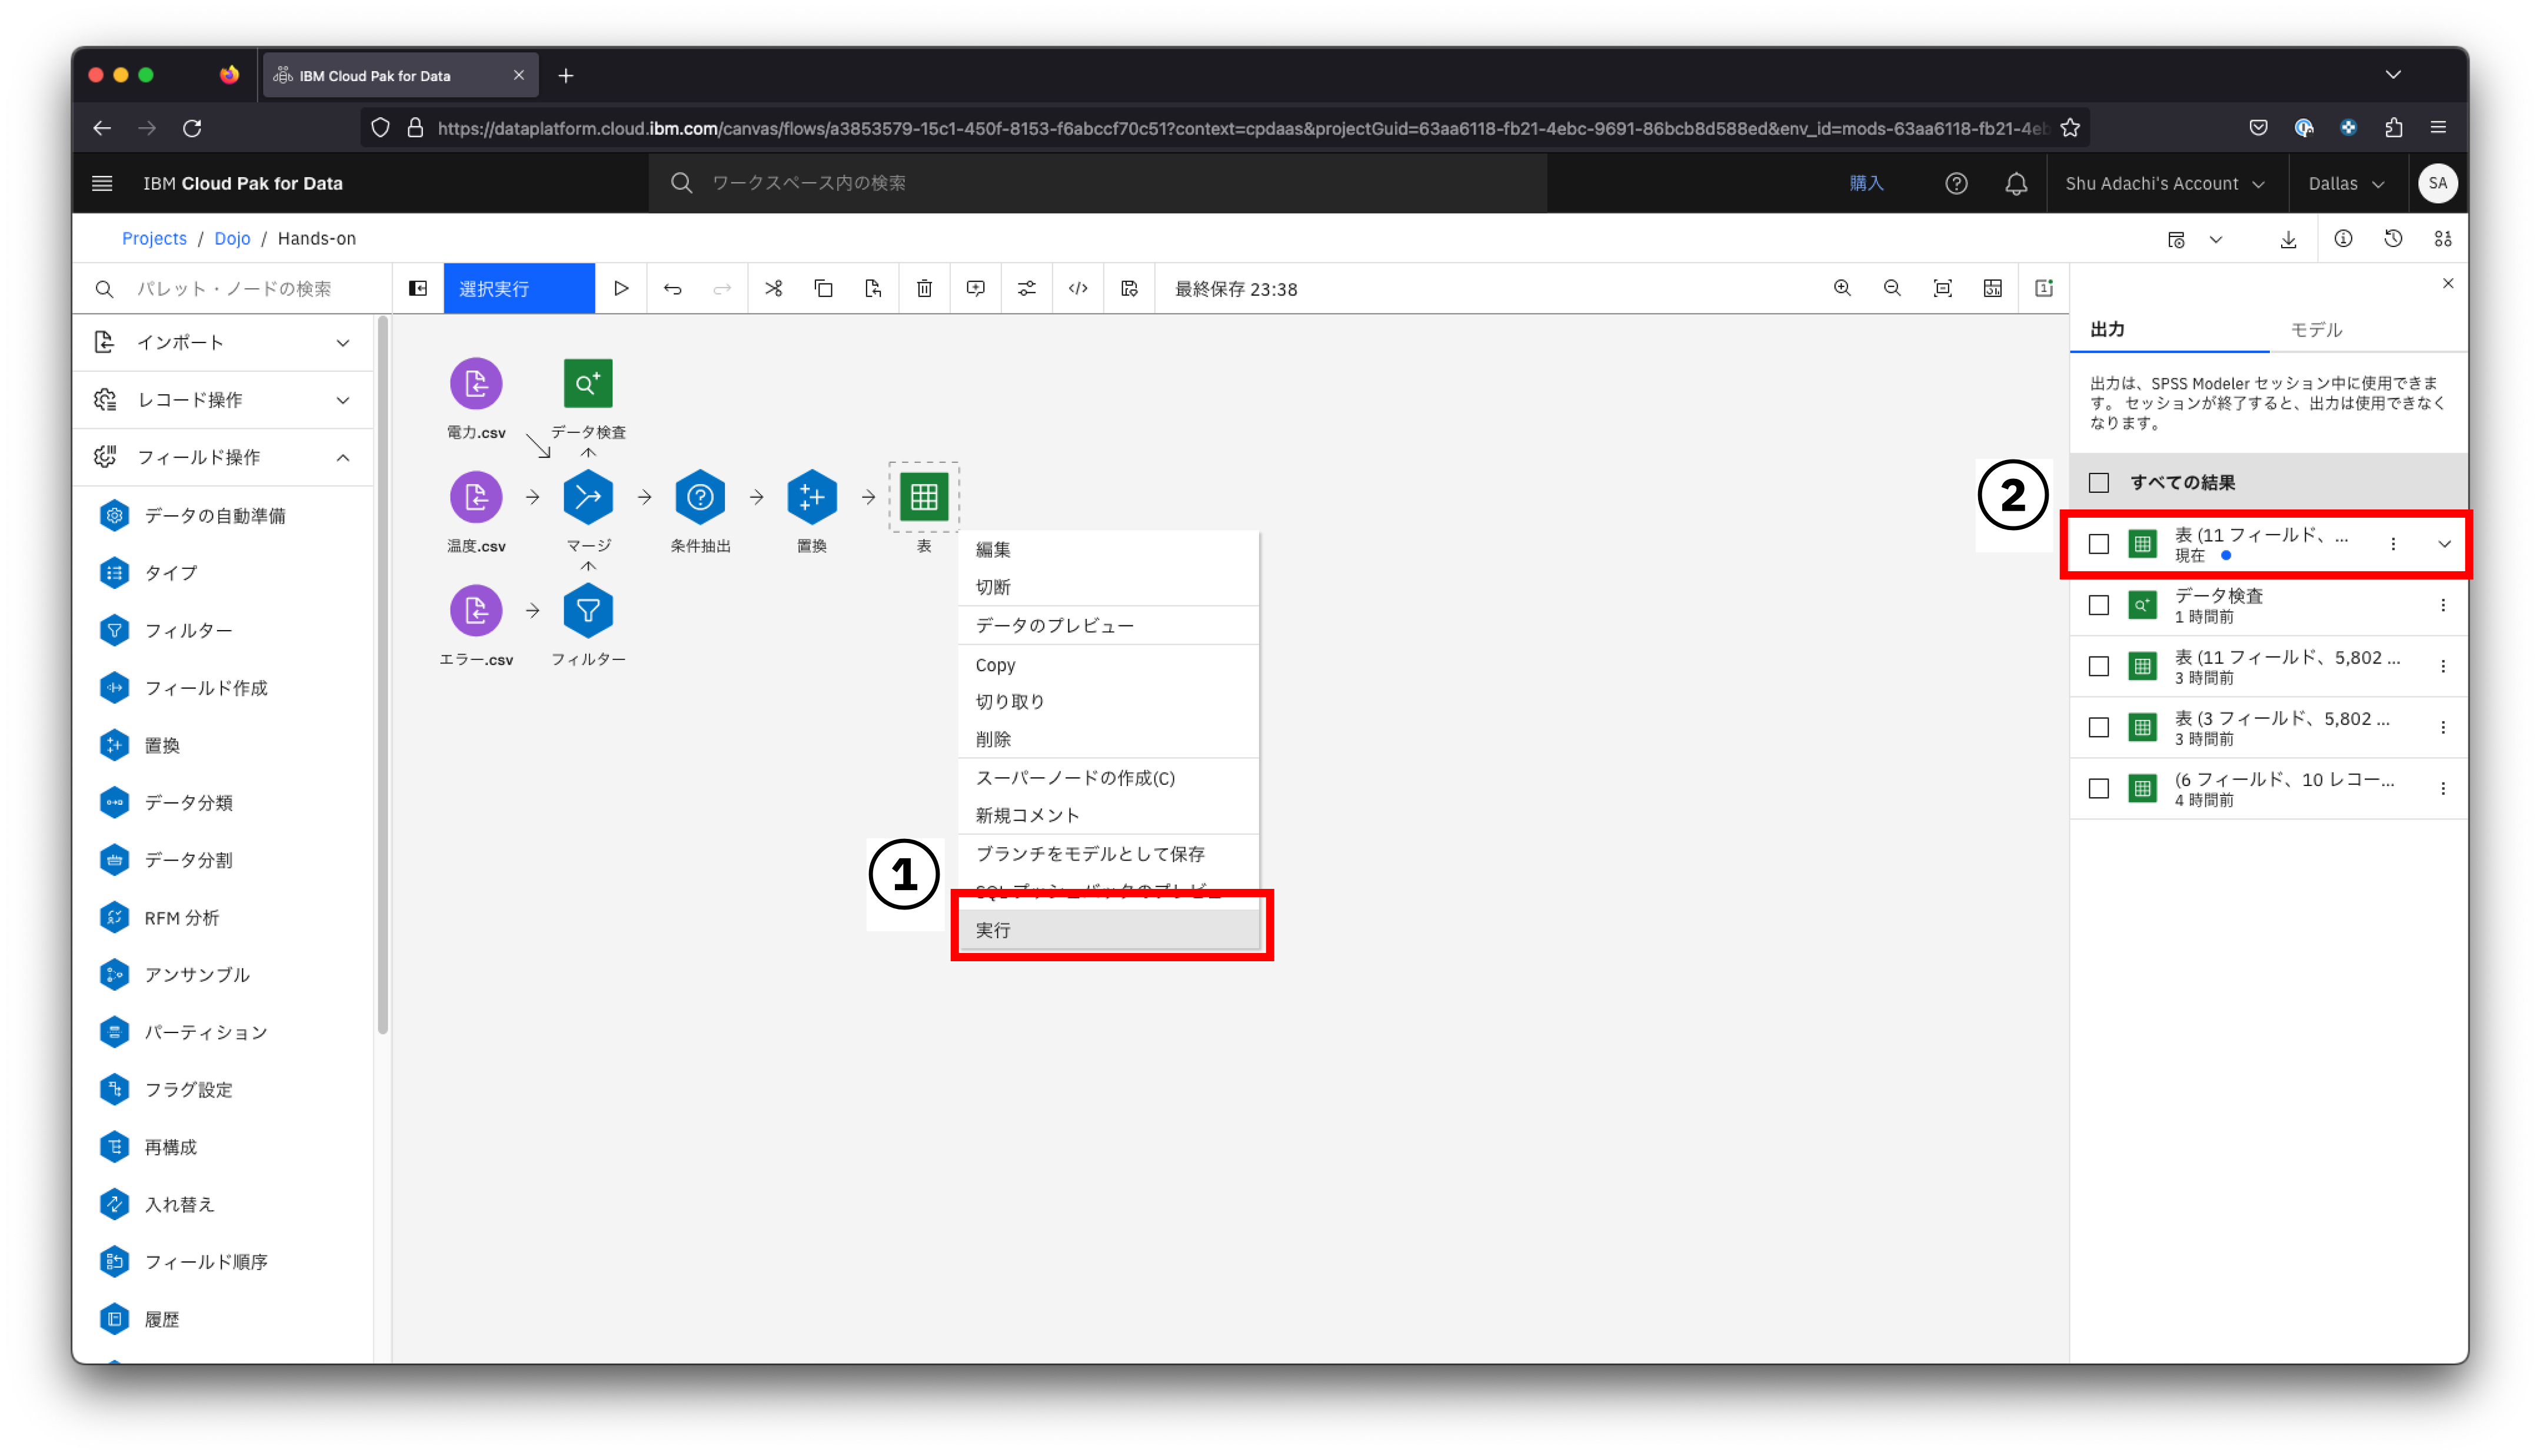 IBM Cloud Pak for Data
https://dataplatform.cloud.ibm.com/canvas/flows/a3853579-15c1-450f-8153-f6abccf70c51?context=cpdaas&projectGuid=63aa6118-fb21-4ebc-9691-86bcb8d588ed&env_id=mods-63aa6118-fb21-4eb
IBM Cloud Pak for Data
ワークスペース内の検索
購入
Shu Adachi's Account
Dallas
SA
Projects / Dojo / Hands-on
パレット・ノードの検索
選択実行
最終保存 23:38
インポート
レコード操作
フィールド操作
データの自動準備
タイプ
フィルター
フィールド作成
置換
データ分類
データ分割
RFM 分析
アンサンブル
パーティション
フラグ設定
再構成
入れ替え
フィールド順序
履歴
電力.csv
データ検査
温度.csv
マージ
条件抽出
置換
表
エラー.csv
フィルター
編集
切断
データのプレビュー
Copy
切り取り
削除
スーパーノードの作成(C)
新規コメント
ブランチをモデルとして保存
SQL プッシュバックのプレビュー
1
実行
出力
モデル
出力は、SPSS Modeler セッション中に使用できま
す。 セッションが終了すると、出力は使用できなく
なります。
2
すべての結果
表 (11 フィールド、...
現在
データ検査
1 時間前
表 (11 フィールド、5,802 ...
3 時間前
表 (3 フィールド、5,802 ...
3 時間前
(6 フィールド、10 レコー...
4 時間前